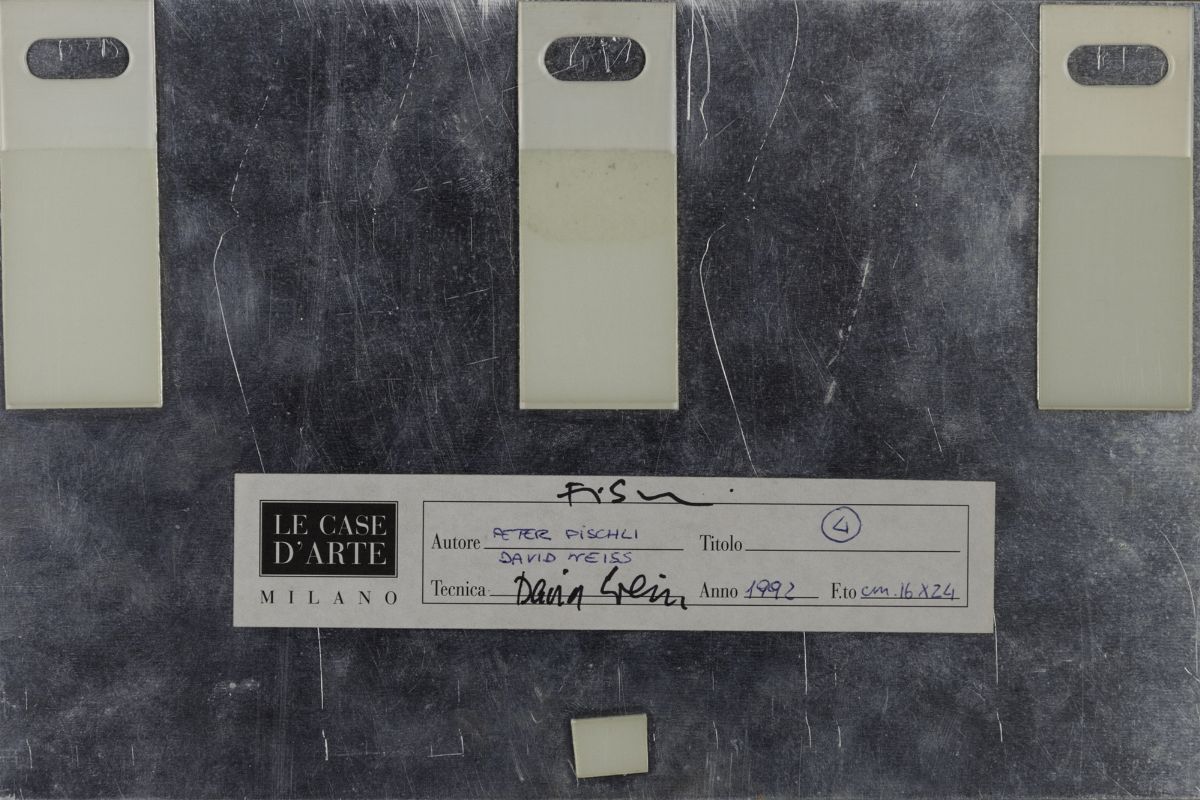 LE CASE
D'ARTE
MILANO
Fis
Autore PETER FISCHLI
DAVID WEISS
Titolo 4
Tecnica David Weiss
Anno 1992 F.to cm. 16 X 24